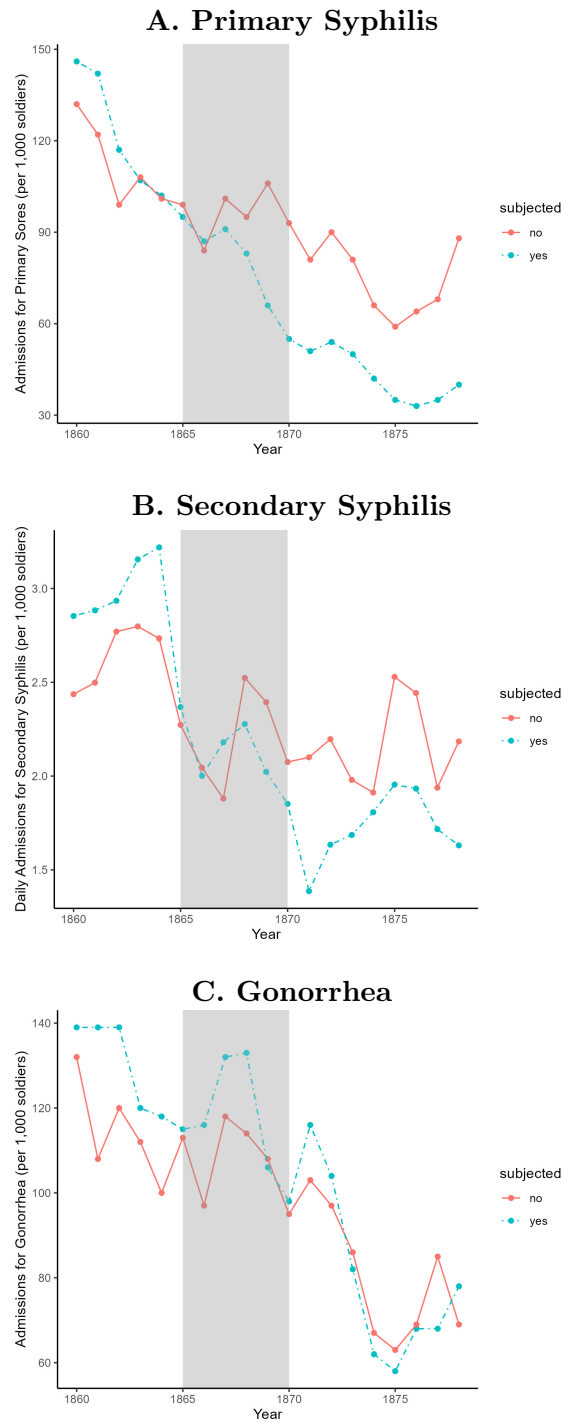 A. Primary Syphilis
Admissions for Primary Sores (per 1,000 soldiers)
150
120
90
60
30
1860
1865
1870
1875
Year
subjected
no
yes
B. Secondary Syphilis
Daily Admissions for Secondary Syphilis (per 1,000 soldiers)
3.0
2.5
2.0
1.5
1860
1865
1870
1875
Year
subjected
no
yes
C. Gonorrhea
Admissions for Gonorrhea (per 1,000 soldiers)
140
120
100
80
60
1860
1865
1870
1875
Year
subjected
no
yes